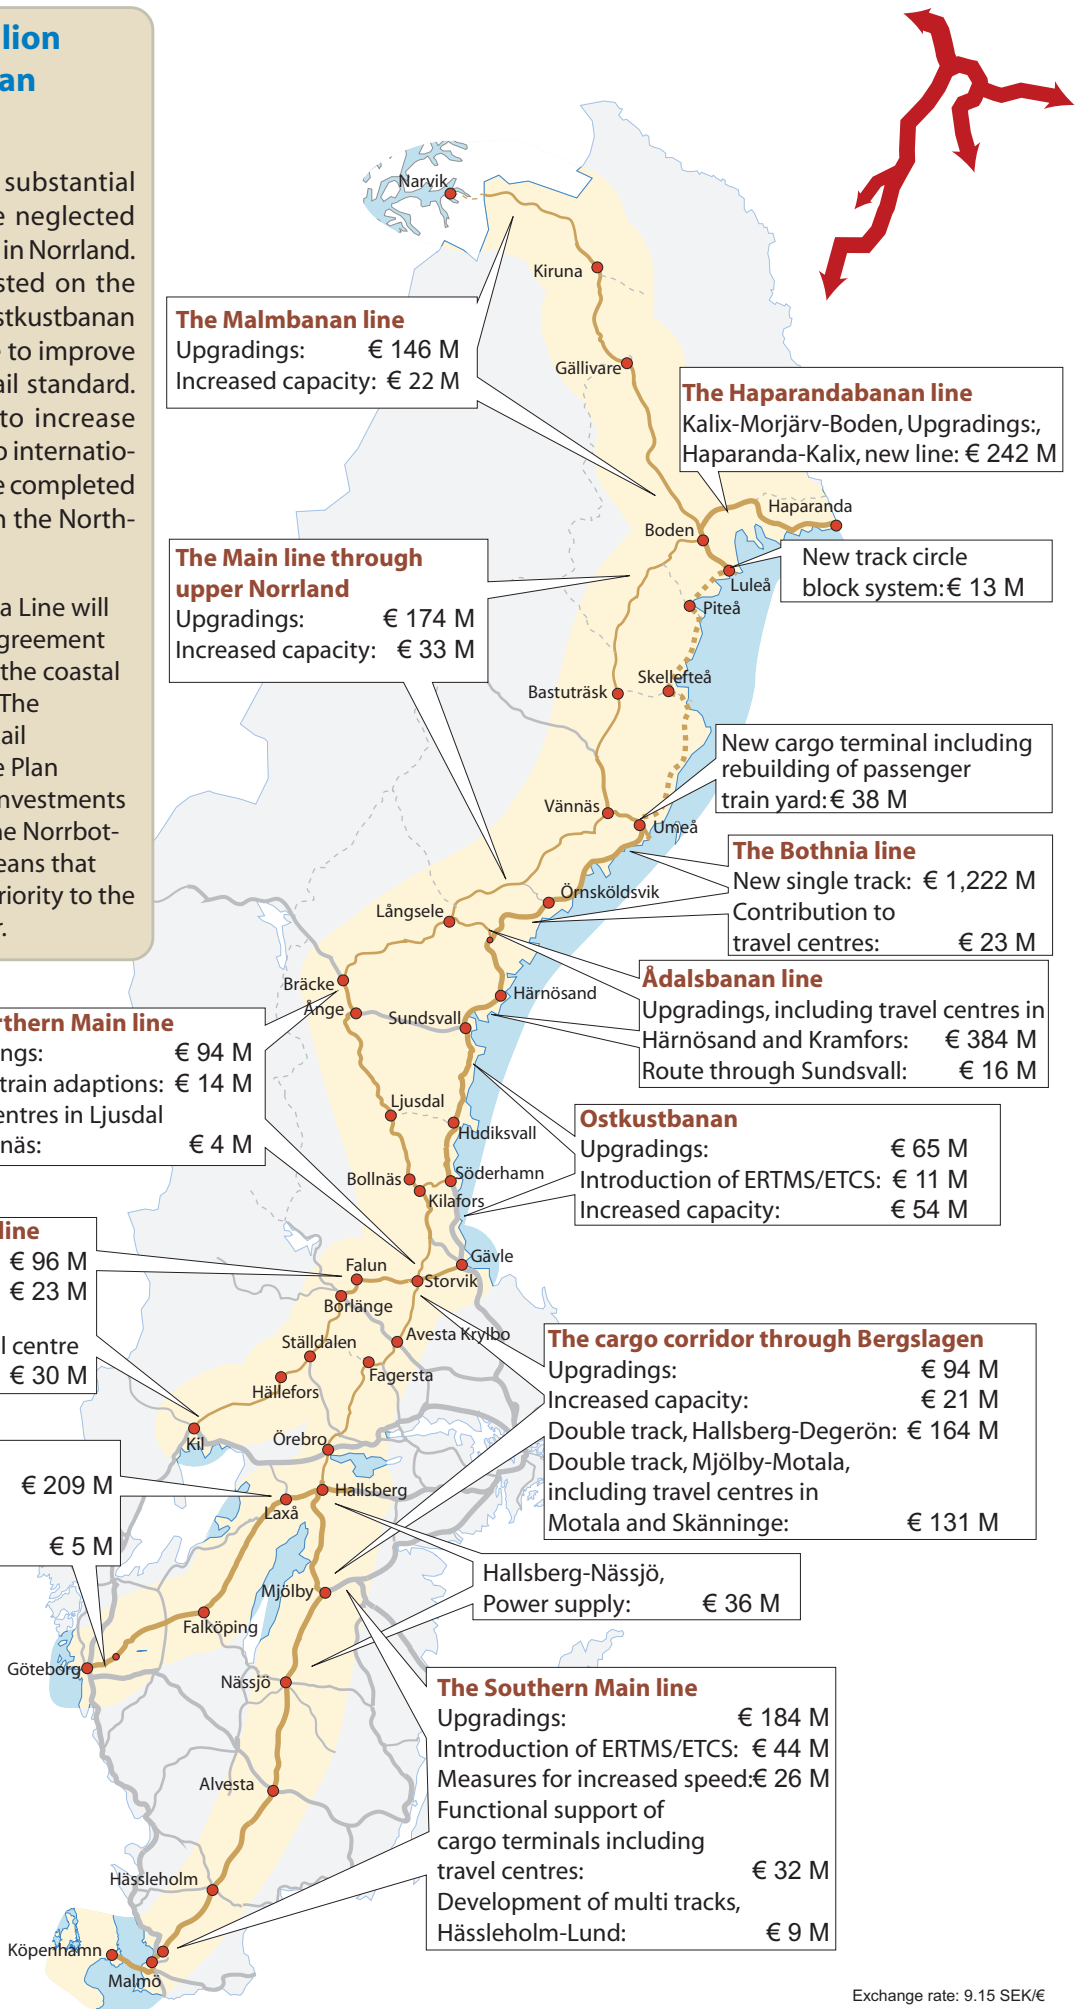 lion
an
substantial
neglected
in Norrland.
sted on the
stkustbanan
to improve
ail standard.
to increase
o internatio-
e completed
n the North-
a Line will
greement
the coastal
The
ail
e Plan
nvestments
ne Norrbot-
eans that
riority to the
r.
Narvik
Kiruna
The Malmbanan line
Upgradings: € 146 M
Increased capacity: € 22 M
Gällivare
The Haparandabanan line
Kalix-Morjärv-Boden, Upgradings:,
Haparanda-Kalix, new line: € 242 M
Haparanda
Boden
The Main line through
upper Norrland
Upgradings: € 174 M
Increased capacity: € 33 M
New track circle
block system: € 13 M
Luleå
Piteå
Skellefteå
Bastuträsk
New cargo terminal including
rebuilding of passenger
train yard: € 38 M
Vännäs
Umeå
The Bothnia line
New single track: € 1,222 M
Contribution to
travel centres: € 23 M
Örnsköldsvik
Långsele
Ådalsbanan line
Upgradings, including travel centres in
Härnösand and Kramfors: € 384 M
Route through Sundsvall: € 16 M
Bräcke
Härnösand
Ånge
Sundsvall
rthern Main line
ngs: € 94 M
train adaptions: € 14 M
entres in Ljusdal
näs: € 4 M
Ljusdal
Hudiksvall
Ostkustbanan
Upgradings: € 65 M
Introduction of ERTMS/ETCS: € 11 M
Increased capacity: € 54 M
Bollnäs
Söderhamn
Kilafors
line
€ 96 M
€ 23 M
l centre
€ 30 M
Gävle
Falun
Storvik
Borlänge
Avesta Krylbo
Ställdalen
Fagersta
Hällefors
The cargo corridor through Bergslagen
Upgradings: € 94 M
Increased capacity: € 21 M
Double track, Hallsberg-Degerön: € 164 M
Double track, Mjölby-Motala,
including travel centres in
Motala and Skänninge: € 131 M
Kil
Örebro
€ 209 M
€ 5 M
Hallsberg
Laxå
Hallsberg-Nässjö,
Power supply: € 36 M
Mjölby
Falköping
Göteborg
Nässjö
The Southern Main line
Upgradings: € 184 M
Introduction of ERTMS/ETCS: € 44 M
Measures for increased speed: € 26 M
Functional support of
cargo terminals including
travel centres: € 32 M
Development of multi tracks,
Hässleholm-Lund: € 9 M
Alvesta
Hässleholm
Köpenhamn
Malmö
Exchange rate: 9.15 SEK/€